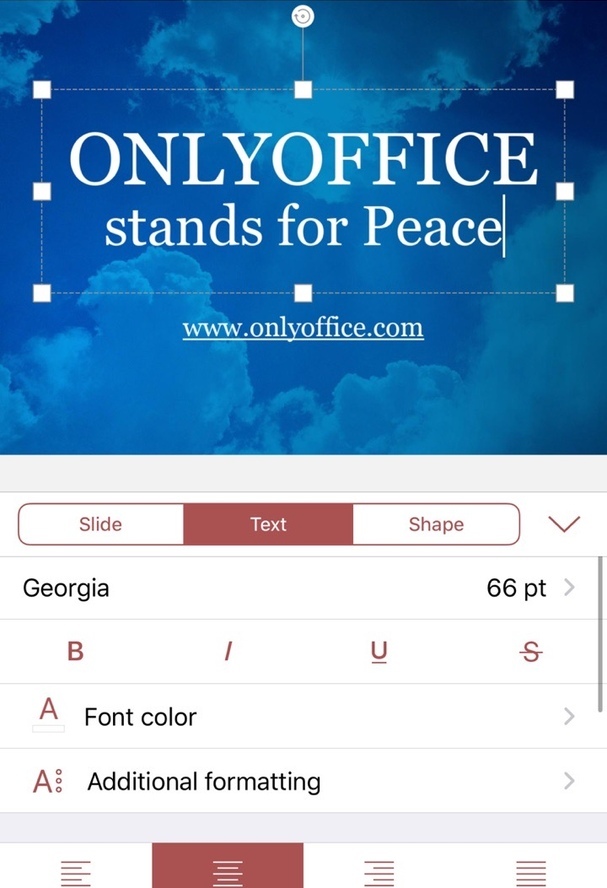 ONLYOFFICE
stands for Peace
www.onlyoffice.com
Slide Text Shape
Georgia 66 pt
B I U S
A Font color
A Additional formatting